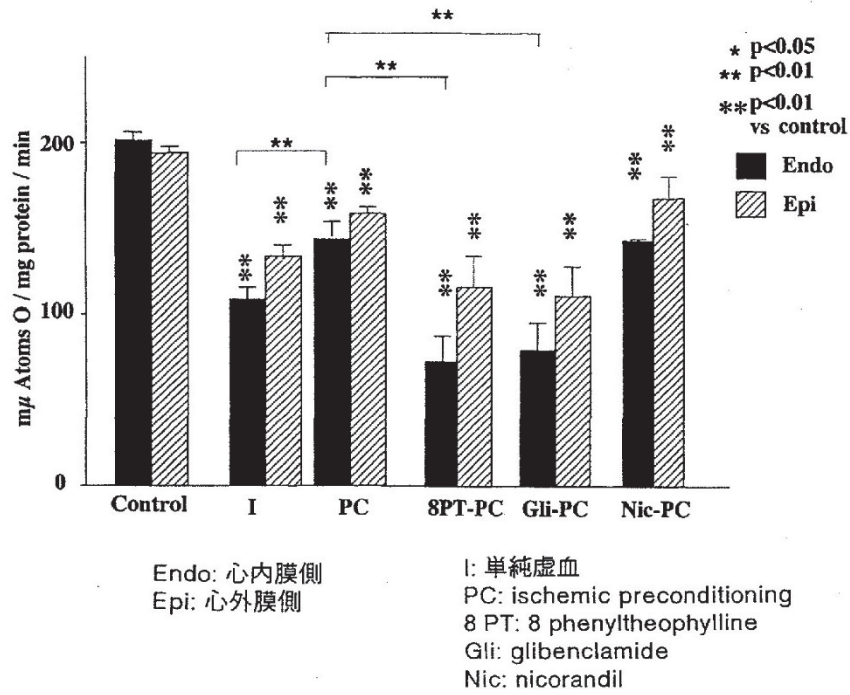 **
* p<0.05
** p<0.01
** p<0.01
vs control
Endo
Epi
**
**
200
100
0
mμ Atoms O / mg protein / min
**
**
**
**
**
**
**
**
**
**
Control
I
PC
8PT-PC
Gli-PC
Nic-PC
Endo: 心内膜側
Epi: 心外膜側
I: 単純虚血
PC: ischemic preconditioning
8 PT: 8 phenyltheophylline
Gli: glibenclamide
Nic: nicorandil